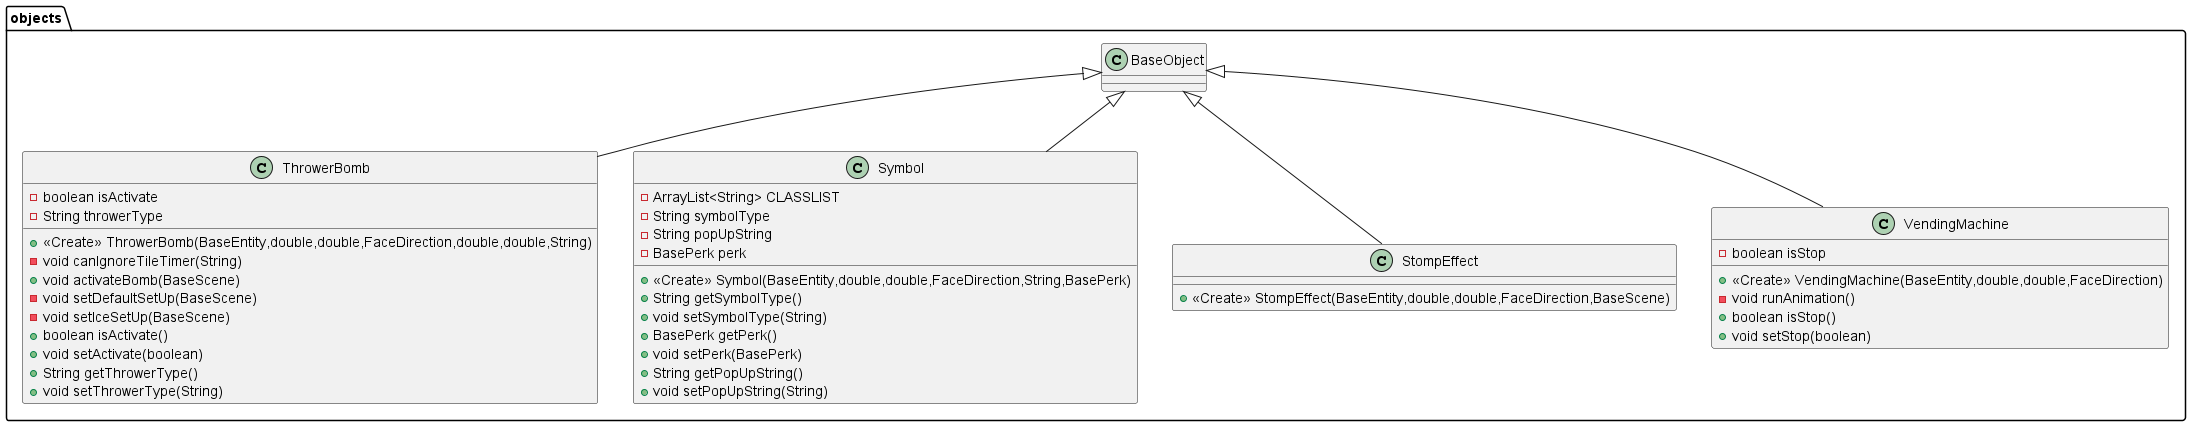 objects
C BaseObject
C ThrowerBomb
boolean isActivate
String throwerType
«Create» ThrowerBomb(BaseEntity,double,double,FaceDirection,double,double,String)
void canIgnoreTileTimer(String)
void activateBomb(BaseScene)
void setDefaultSetUp(BaseScene)
void setIceSetUp(BaseScene)
boolean isActivate()
void setActivate(boolean)
String getThrowerType()
void setThrowerType(String)
C Symbol
ArrayList<String> CLASSLIST
String symbolType
String popUpString
BasePerk perk
«Create» Symbol(BaseEntity,double,double,FaceDirection,String,BasePerk)
String getSymbolType()
void setSymbolType(String)
BasePerk getPerk()
void setPerk(BasePerk)
String getPopUpString()
void setPopUpString(String)
C StompEffect
«Create» StompEffect(BaseEntity,double,double,FaceDirection,BaseScene)
C VendingMachine
boolean isStop
«Create» VendingMachine(BaseEntity,double,double,FaceDirection)
void runAnimation()
boolean isStop()
void setStop(boolean)